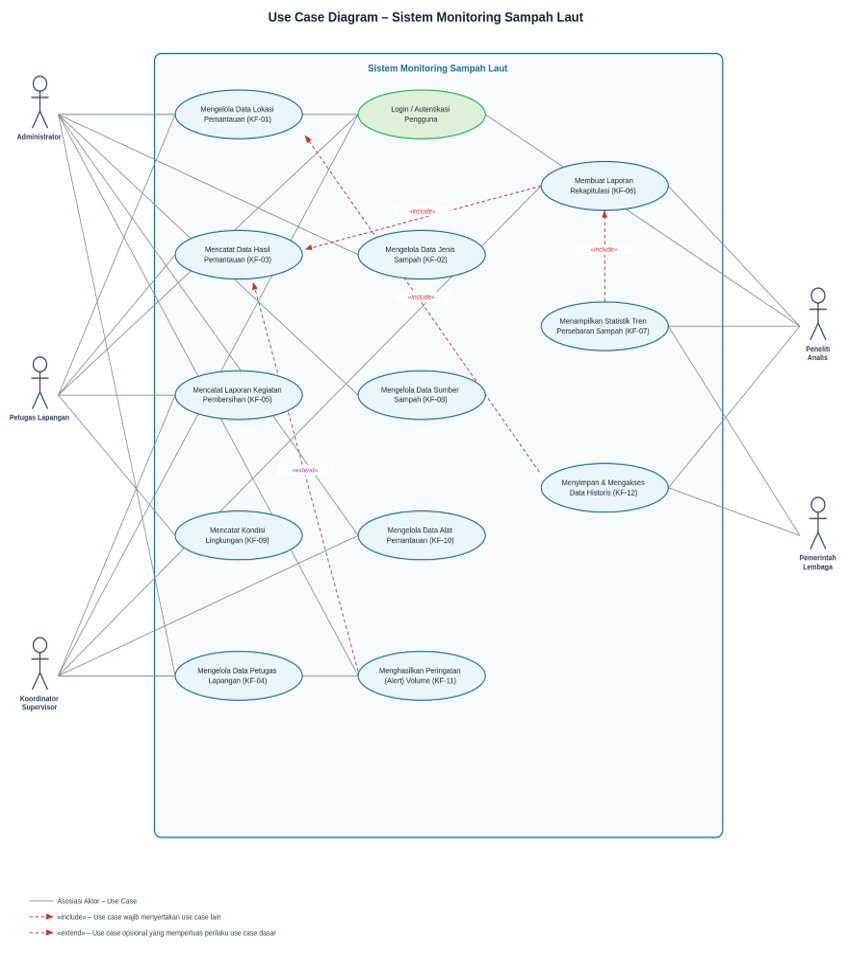 Use Case Diagram – Sistem Monitoring Sampah Laut
Sistem Monitoring Sampah Laut
Administrator
Mengelola Data Lokasi
Pemantauan (KF-01)
Login / Autentikasi
Pengguna
Membuat Laporan
Rekapitulasi (KF-06)
«include»
Mencatat Data Hasil
Pemantauan (KF-03)
Mengelola Data Jenis
Sampah (KF-02)
«include»
«include»
Menampilkan Statistik Tren
Persebaran Sampah (KF-07)
Peneliti
Analis
Petugas Lapangan
Mencatat Laporan Kegiatan
Pembersihan (KF-05)
Mengelola Data Sumber
Sampah (KF-08)
«extend»
Menyimpan & Mengakses
Data Historis (KF-12)
Mencatat Kondisi
Lingkungan (KF-09)
Mengelola Data Alat
Pemantauan (KF-10)
Pemerintah
Lembaga
Koordinator
Supervisor
Mengelola Data Petugas
Lapangan (KF-04)
Menghasilkan Peringatan
(Alert) Volume (KF-11)
Asosiasi Aktor – Use Case
«include» – Use case wajib menyertakan use case lain
«extend» – Use case opsional yang memperluas perilaku use case dasar